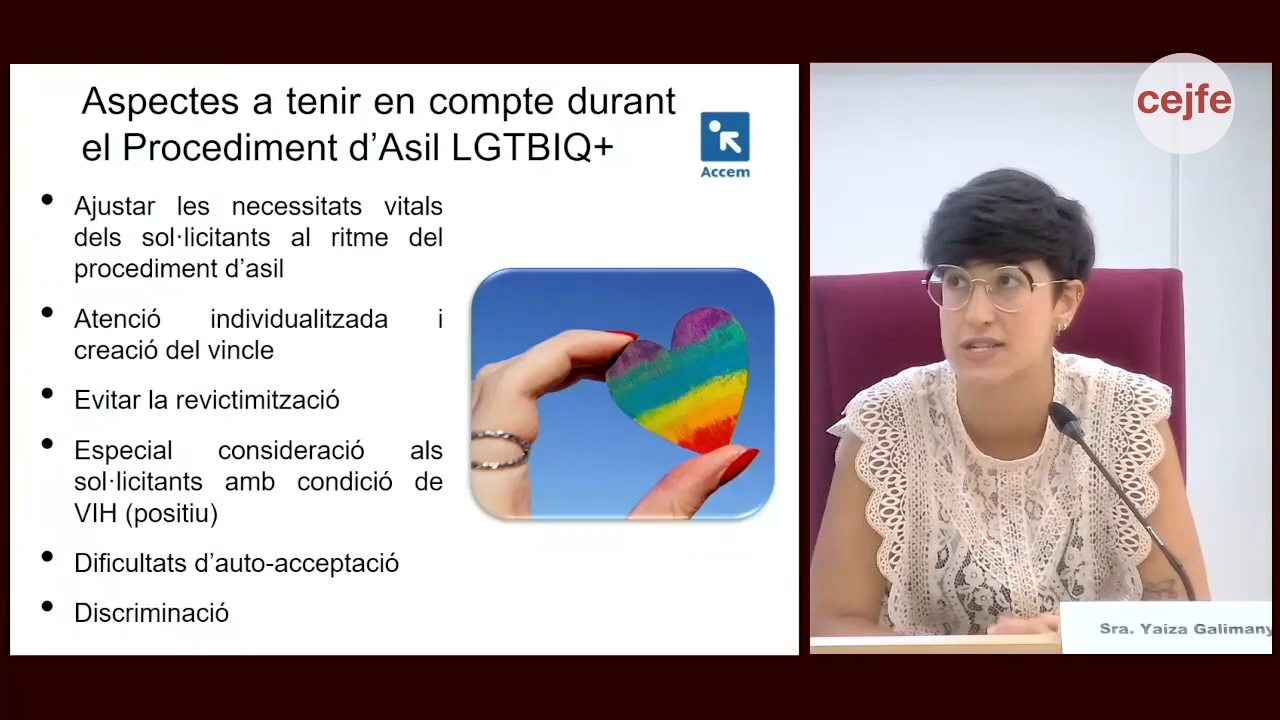 Aspectes a tenir en compte durant
el Procediment d'Asil LGTBIQ+
Accem
Ajustar les necessitats vitals
dels sol·licitants al ritme del
procediment d'asil
Atenció individualitzada i
creació del vincle
Evitar la revictimització
Especial consideració als
sol·licitants amb condició de
VIH (positiu)
Dificultats d'auto-acceptació
Discriminació
cejfe
Sra. Yaiza Galimany